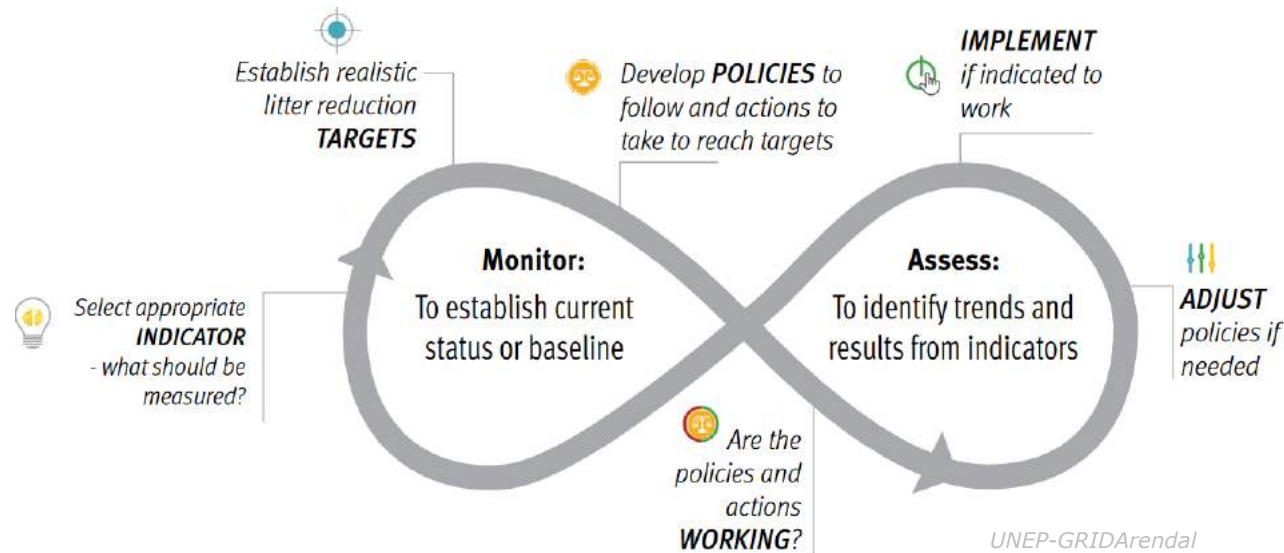 Establish realistic
litter reduction
TARGETS
Develop POLICIES to
follow and actions to
take to reach targets
IMPLEMENT
if indicated to
work
Select appropriate
INDICATOR
- what should be
measured?
Monitor:
To establish current
status or baseline
Assess:
To identify trends and
results from indicators
ADJUST
policies if
needed
Are the
policies and
actions
WORKING?
UNEP-GRIDArendal